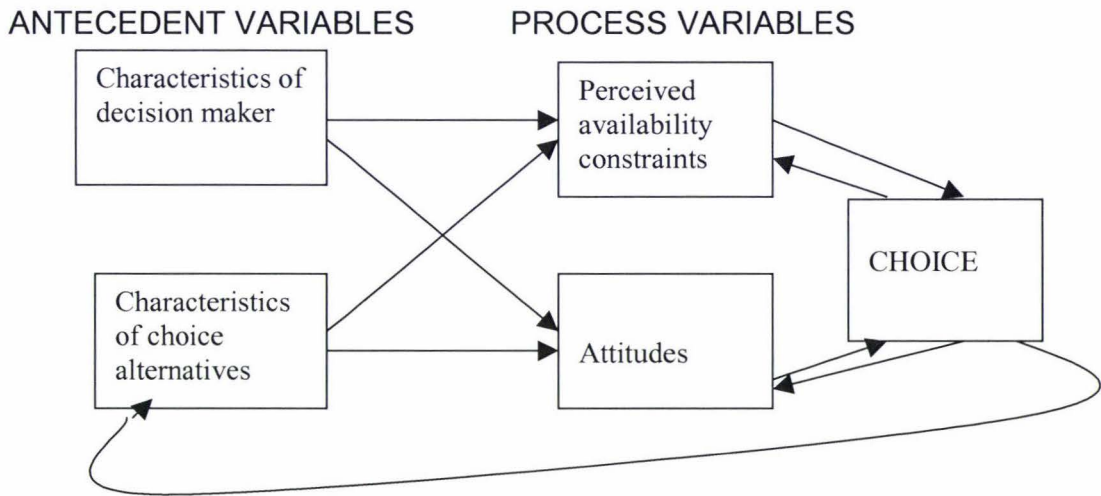 ANTECEDENT VARIABLES
PROCESS VARIABLES
Characteristics of
decision maker
Perceived
availability
constraints
CHOICE
Characteristics
of choice
alternatives
Attitudes